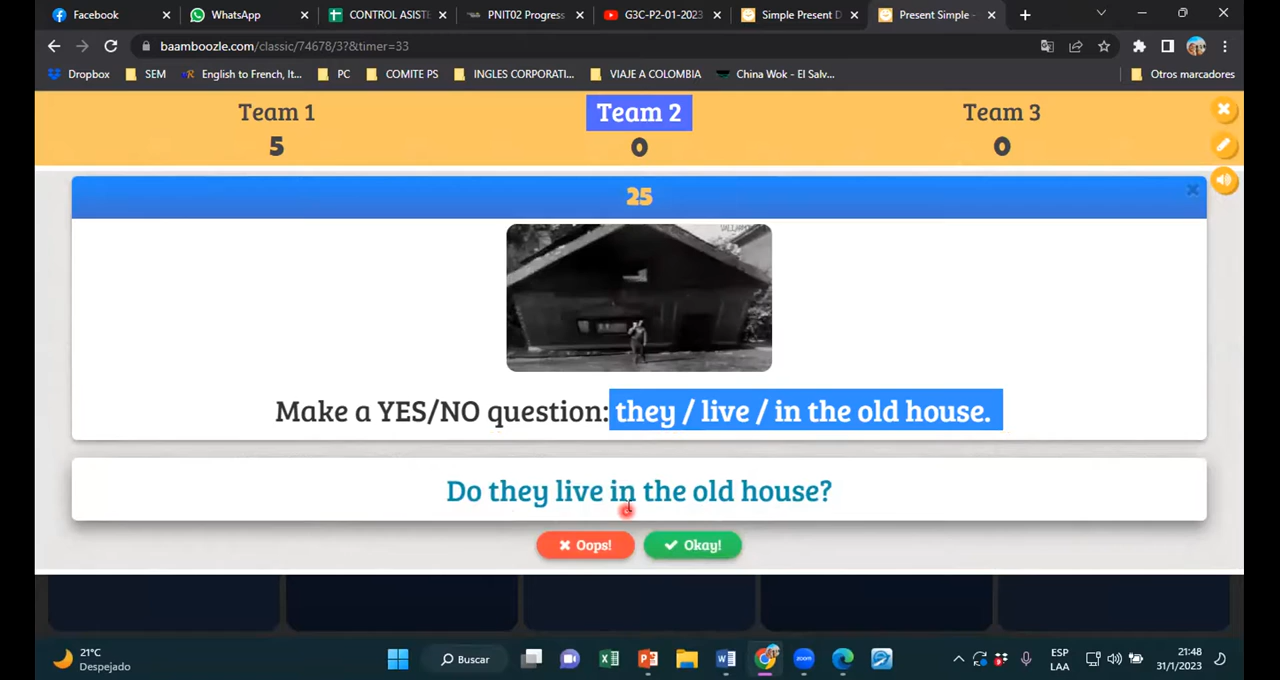 Facebook
WhatsApp
CONTROL ASISTE
PNIT02 Progress
G3C-P2-01-2023
Simple Present D
Present Simple -
baamboozle.com/classic/74678/3?&timer=33
Dropbox
SEM
English to French, It...
PC
COMITE PS
INGLES CORPORATI...
VIAJE A COLOMBIA
China Wok - El Salv...
Otros marcadores
Team 1
Team 2
Team 3
5
0
0
25
Make a YES/NO question: they / live / in the old house.
Do they live in the old house?
Oops!
Okay!
21°C
Despejado
Buscar
zoom
ESP
LAA
21:48
31/1/2023